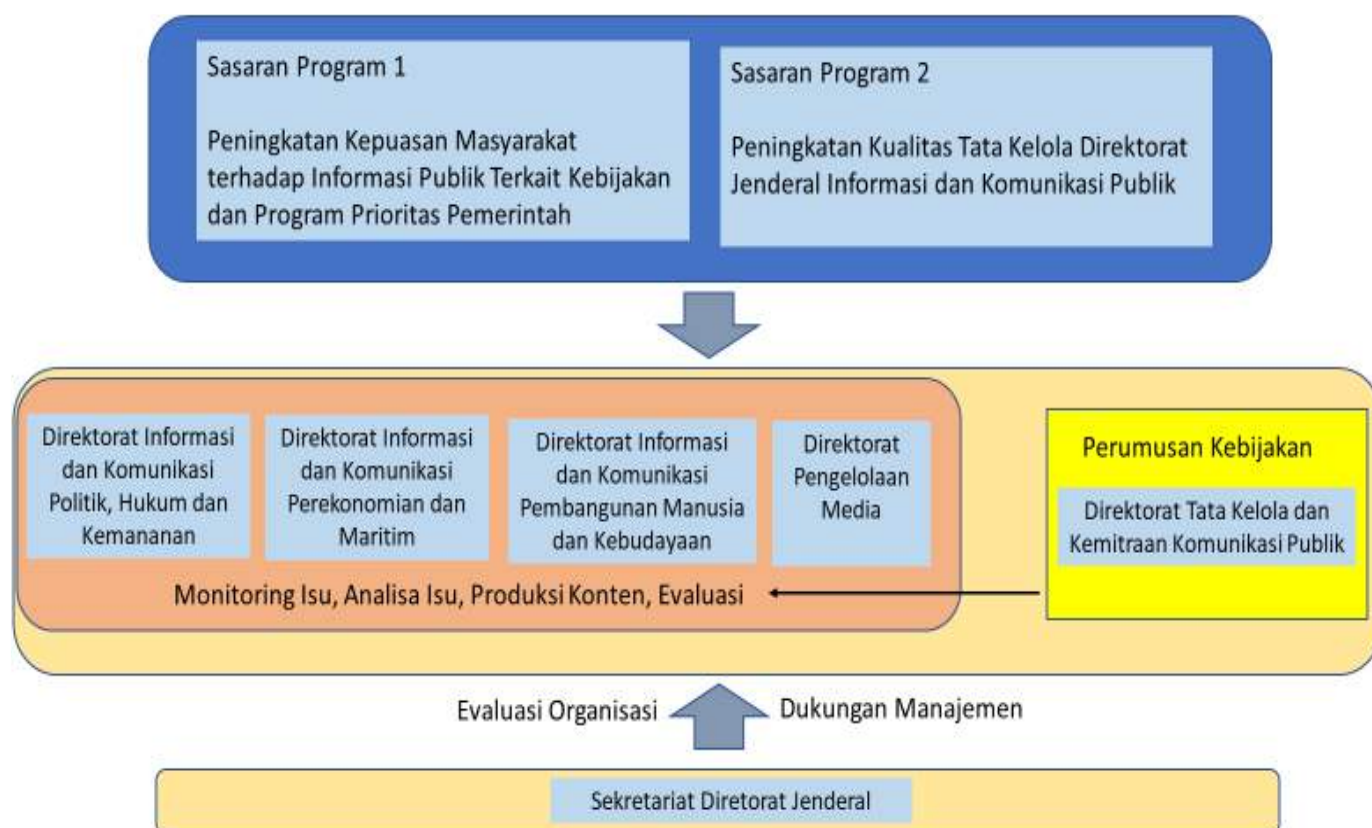 Sasaran Program 1
Peningkatan Kepuasan Masyarakat
terhadap Informasi Publik Terkait Kebijakan
dan Program Prioritas Pemerintah
Sasaran Program 2
Peningkatan Kualitas Tata Kelola Direktorat
Jenderal Informasi dan Komunikasi Publik
Direktorat Informasi
dan Komunikasi
Politik, Hukum dan
Kemananan
Direktorat Informasi
dan Komunikasi
Perekonomian dan
Maritim
Direktorat Informasi
dan Komunikasi
Pembangunan Manusia
dan Kebudayaan
Direktorat
Pengelolaan
Media
Monitoring Isu, Analisa Isu, Produksi Konten, Evaluasi
Perumusan Kebijakan
Direktorat Tata Kelola dan
Kemitraan Komunikasi Publik
Evaluasi Organisasi
Dukungan Manajemen
Sekretariat Diretorat Jenderal